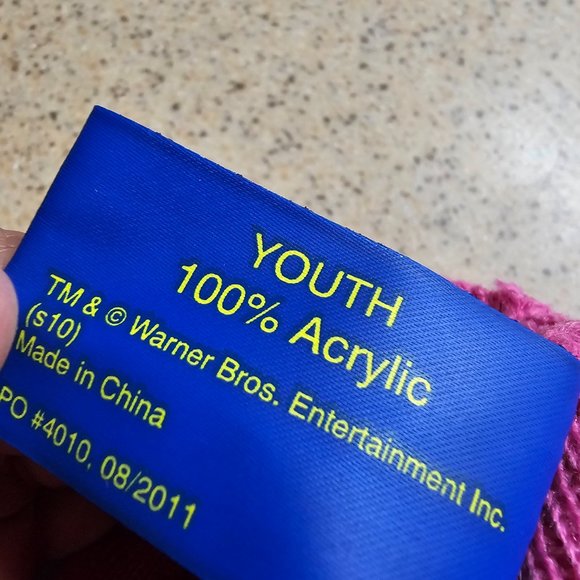 YOUTH
100% Acrylic
TM & © Warner Bros. Entertainment Inc.
(s10)
Made in China
PO #4010, 08/2011